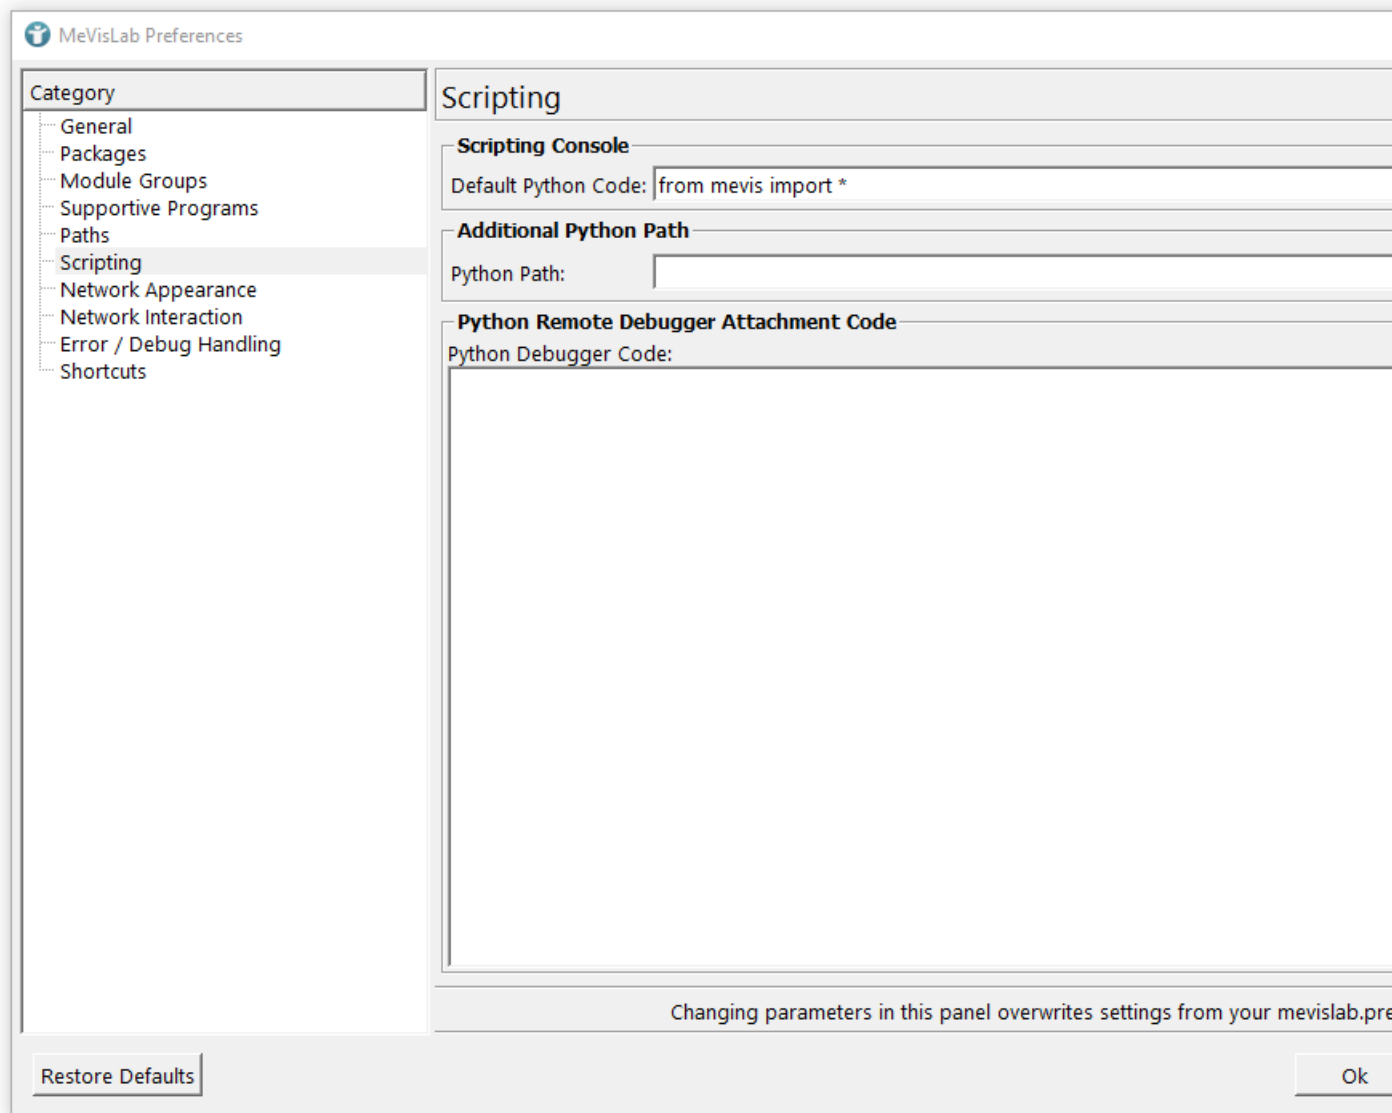 MeVisLab Preferences
Category
General
Packages
Module Groups
Supportive Programs
Paths
Scripting
Network Appearance
Network Interaction
Error / Debug Handling
Shortcuts
Scripting
Scripting Console
Default Python Code: from mevis import *
Additional Python Path
Python Path:
Python Remote Debugger Attachment Code
Python Debugger Code:
Changing parameters in this panel overwrites settings from your mevislab.pre
Restore Defaults
Ok